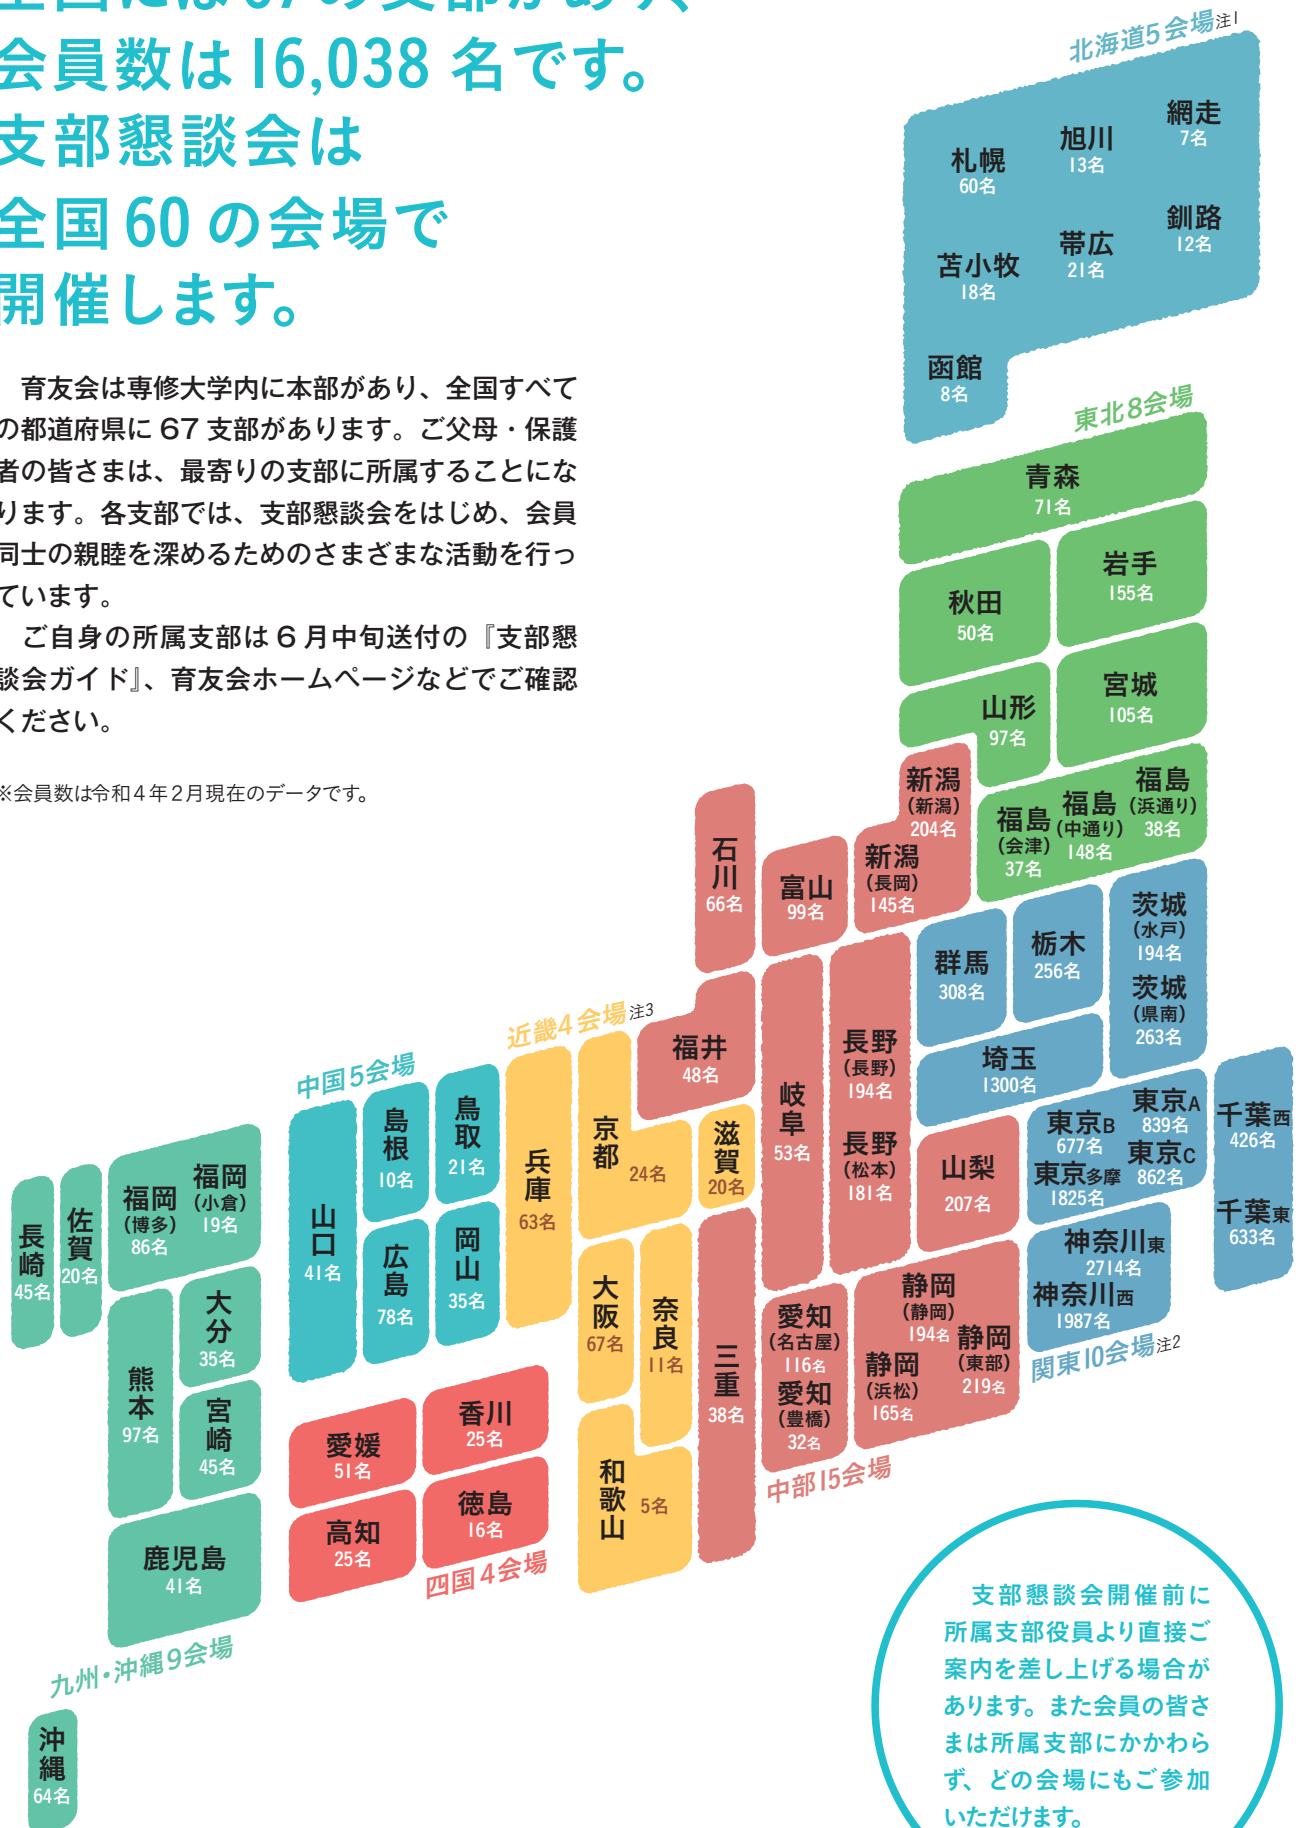 全国には67の支部があり、
会員数は16,038名です。
支部懇談会は
全国60の会場で
開催します。
育友会は専修大学内に本部があり、全国すべて
の都道府県に67支部があります。ご父母・保護
者の皆さまは、最寄りの支部に所属することにな
ります。各支部では、支部懇談会をはじめ、会員
同士の親睦を深めるためのさまざまな活動を行っ
ています。
ご自身の所属支部は6月中旬送付の『支部懇
談会ガイド』、育友会ホームページなどでご確認
ください。
※会員数は令和4年2月現在のデータです。
北海道5会場注1
網走
7名
旭川
13名
札幌
60名
釧路
12名
帯広
21名
苫小牧
18名
函館
8名
東北8会場
青森
71名
岩手
155名
秋田
50名
宮城
105名
山形
97名
福島
(浜通り)
38名
福島
(中通り)
148名
福島
(会津)
37名
新潟
(新潟)
204名
新潟
(長岡)
145名
石川
66名
富山
99名
福井
48名
岐阜
53名
長野
(長野)
194名
長野
(松本)
181名
山梨
207名
静岡
(静岡)
194名
静岡
(東部)
219名
静岡
(浜松)
165名
愛知
(名古屋)
116名
愛知
(豊橋)
32名
三重
38名
中部15会場
茨城
(水戸)
194名
茨城
(県南)
263名
栃木
256名
群馬
308名
埼玉
1300名
東京A
839名
東京B
677名
東京C
862名
東京多摩
1825名
千葉西
426名
千葉東
633名
神奈川東
2714名
神奈川西
1987名
関東10会場注2
近畿4会場注3
兵庫
63名
京都
24名
滋賀
20名
大阪
67名
奈良
11名
和歌山
5名
中国5会場
鳥取
21名
島根
10名
岡山
35名
広島
78名
山口
41名
香川
25名
愛媛
51名
徳島
16名
高知
25名
四国4会場
福岡
(小倉)
19名
福岡
(博多)
86名
佐賀
20名
長崎
45名
大分
35名
熊本
97名
宮崎
45名
鹿児島
41名
九州・沖縄9会場
沖縄
64名
支部懇談会開催前に
所属支部役員より直接ご
案内を差し上げる場合が
あります。また会員の皆さ
まは所属支部にかかわら
ず、どの会場にもご参加
いただけます。